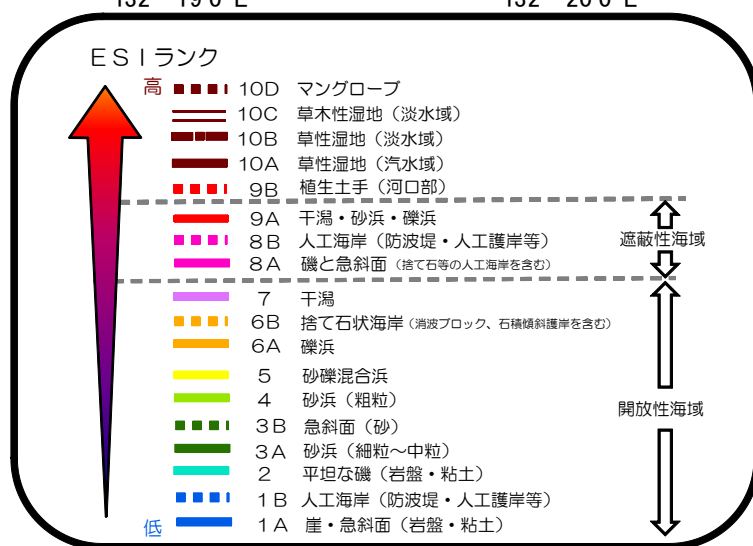 132° 19'0"E 132° 20'0"E
ＥＳＩランク
高 10D マングローブ
10C 草木性湿地（淡水域）
10B 草性湿地（淡水域）
10A 草性湿地（汽水域）
9B 植生土手（河口部）
9A 干潟・砂浜・礫浜
8B 人工海岸（防波堤・人工護岸等）
遮蔽性海域
8A 磯と急斜面（捨て石等の人工海岸を含む）
7 干潟
6B 捨て石状海岸（消波ブロック、石積傾斜護岸を含む）
6A 礫浜
5 砂礫混合浜
4 砂浜（粗粒）
開放性海域
3B 急斜面（砂）
3A 砂浜（細粒～中粒）
2 平坦な磯（岩盤・粘土）
1B 人工海岸（防波堤・人工護岸等）
低 1A 崖・急斜面（岩盤・粘土）